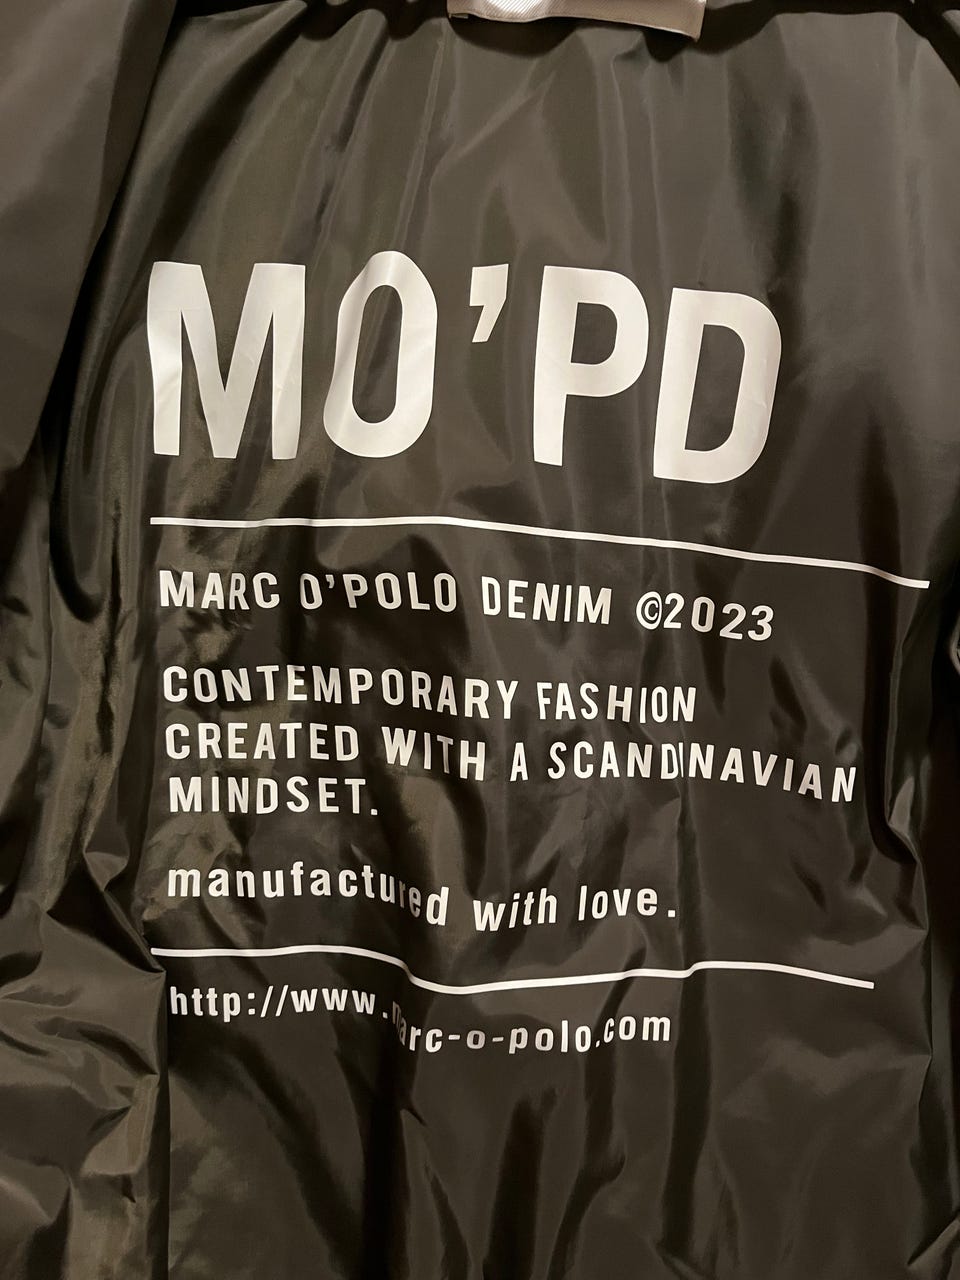 MO’PD
MARC O’POLO DENIM ©2023
CONTEMPORARY FASHION
CREATED WITH A SCANDINAVIAN
MINDSET.
manufactured with love.
http://www.marc-o-polo.com